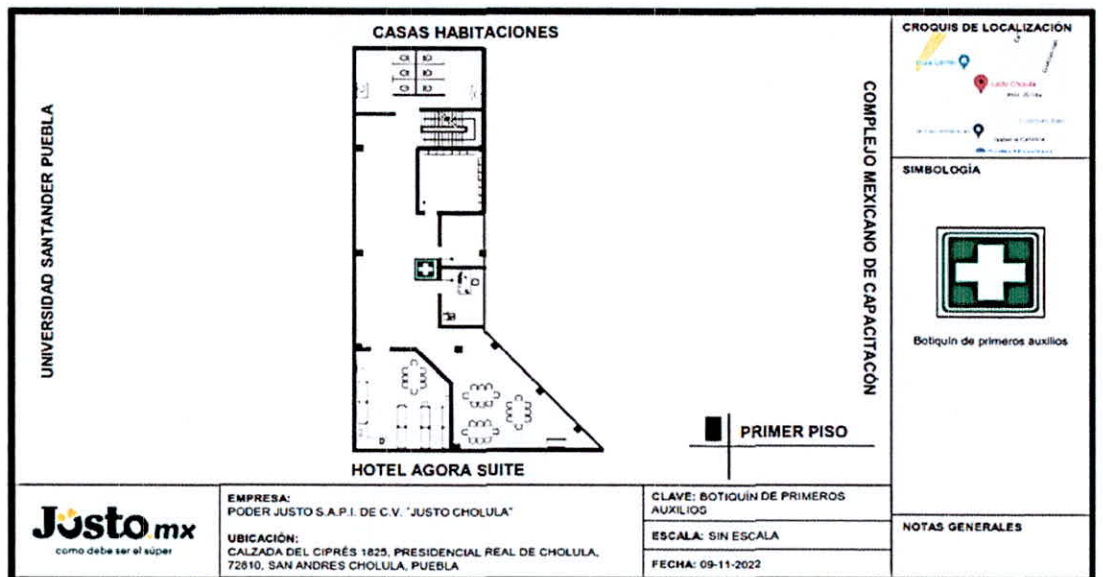 CASAS HABITACIONES
UNIVERSIDAD SANTANDER PUEBLA
COMPLEJO MEXICANO DE CAPACITACÓN
HOTEL AGORA SUITE
PRIMER PISO
CROQUIS DE LOCALIZACIÓN
SIMBOLOGÍA
Botiquín de primeros auxilios
NOTAS GENERALES
Justo.mx
como debe ser el súper
EMPRESA:
PODER JUSTO S.A.P.I. DE C.V. "JUSTO CHOLULA"
UBICACIÓN:
CALZADA DEL CIPRÉS 1825, PRESIDENCIAL REAL DE CHOLULA,
72810, SAN ANDRES CHOLULA, PUEBLA
CLAVE: BOTIQUÍN DE PRIMEROS
AUXILIOS
ESCALA: SIN ESCALA
FECHA: 09-11-2022